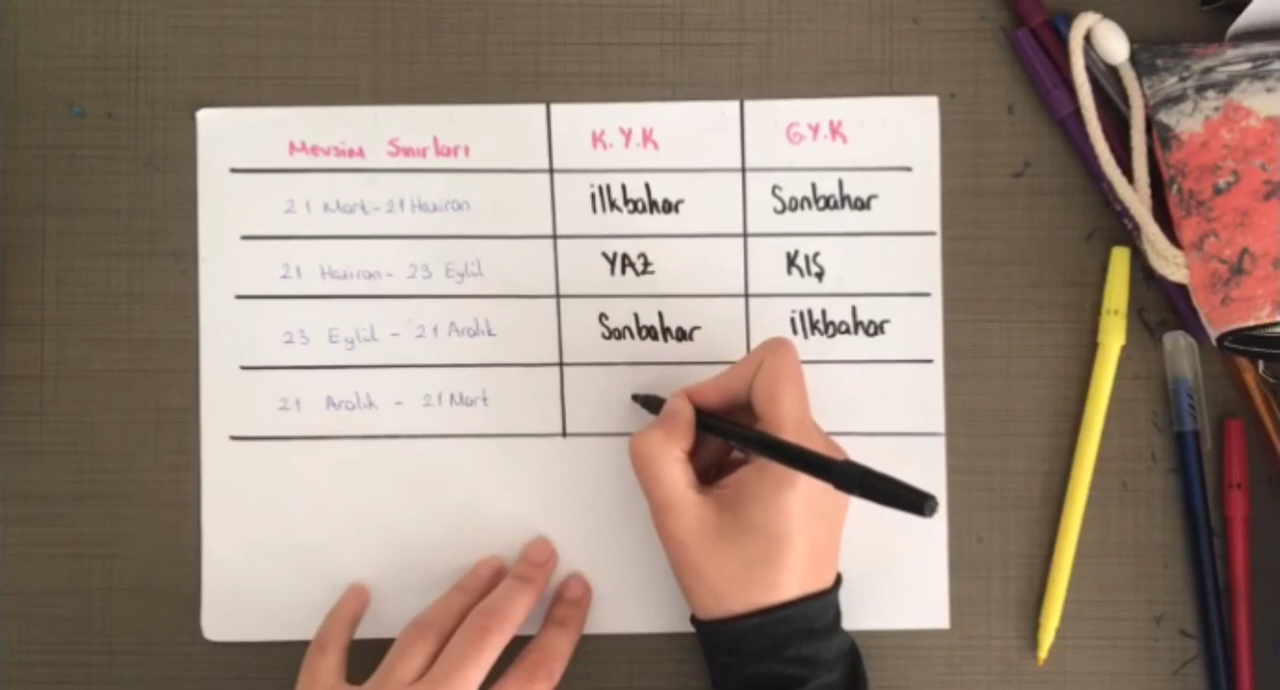 Mevsim Sınırları K.Y.K G.Y.K
21 Mart - 21 Haziran ilkbahar Sonbahar
21 Haziran - 23 Eylül YAZ KIŞ
23 Eylül - 21 Aralık Sonbahar ilkbahar
21 Aralık - 21 Mart